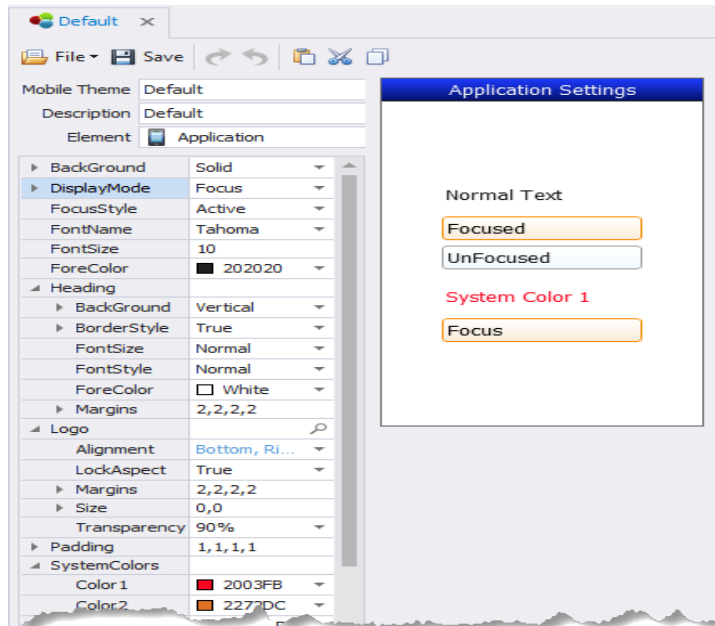 Default
File Save
Mobile Theme Default
Description Default
Element Application
BackGround Solid
DisplayMode Focus
FocusStyle Active
FontName Tahoma
FontSize 10
ForeColor 202020
Heading
BackGround Vertical
BorderStyle True
FontSize Normal
FontStyle Normal
ForeColor White
Margins 2,2,2,2
Logo
Alignment Bottom, Ri...
LockAspect True
Margins 2,2,2,2
Size 0,0
Transparency 90%
Padding 1,1,1,1
SystemColors
Color1 2003FB
Color2
Application Settings
Normal Text
Focused
UnFocused
System Color 1
Focus